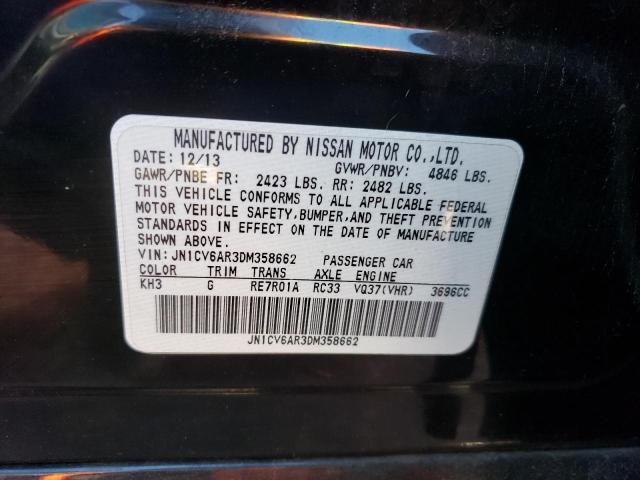 MANUFACTURED BY NISSAN MOTOR CO.,LTD.
DATE: 12/13 GVWR/PNBV: 4846 LBS.
GAWR/PNBE FR: 2423 LBS. RR: 2482 LBS.
THIS VEHICLE CONFORMS TO ALL APPLICABLE FEDERAL
MOTOR VEHICLE SAFETY,BUMPER,AND THEFT PREVENTION
STANDARDS IN EFFECT ON THE DATE OF MANUFACTURE
SHOWN ABOVE.
VIN: JN1CV6AR3DM358662 PASSENGER CAR
COLOR TRIM TRANS AXLE ENGINE
KH3 G RE7R01A RC33 VQ37(VHR) 3696CC
JN1CV6AR3DM358662